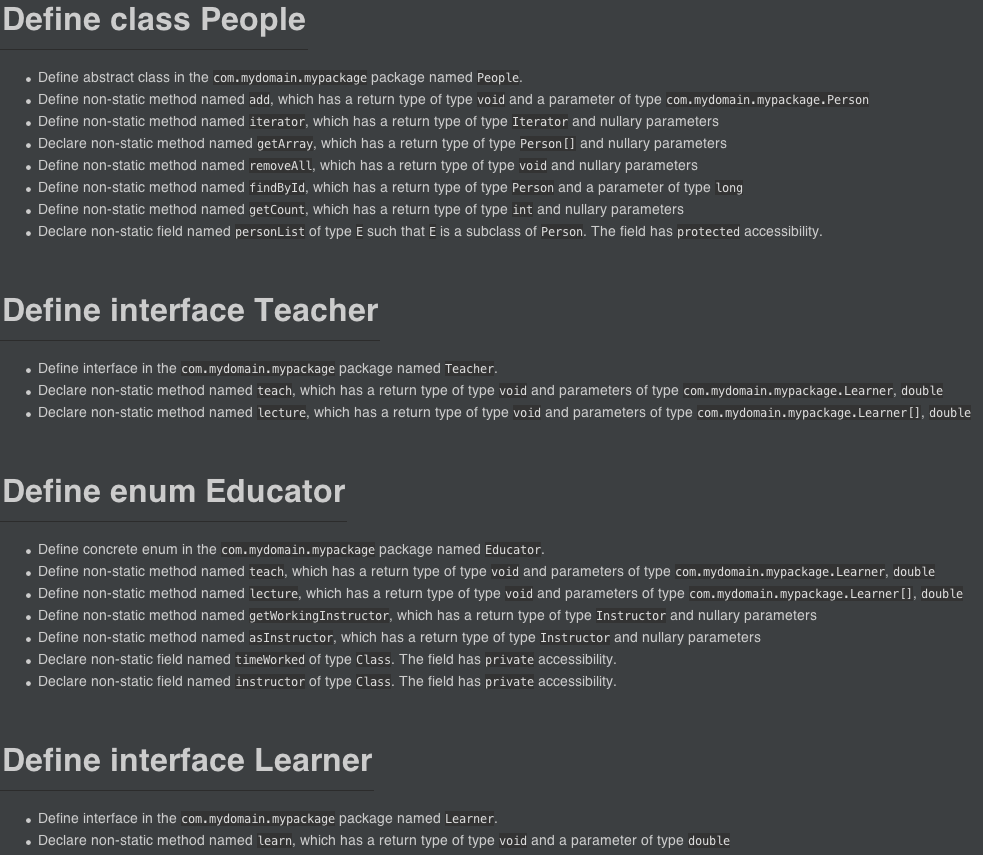 Define class People
• Define abstract class in the com.mydomain.mypackage package named People.
• Define non-static method named add, which has a return type of type void and a parameter of type com.mydomain.mypackage.Person
• Define non-static method named iterator, which has a return type of type Iterator and nullary parameters
• Declare non-static method named getArray, which has a return type of type Person[] and nullary parameters
• Define non-static method named removeAll, which has a return type of type void and nullary parameters
• Define non-static method named findById, which has a return type of type Person and a parameter of type long
• Define non-static method named getCount, which has a return type of type int and nullary parameters
• Declare non-static field named personList of type E such that E is a subclass of Person. The field has protected accessibility.
Define interface Teacher
• Define interface in the com.mydomain.mypackage package named Teacher.
• Declare non-static method named teach, which has a return type of type void and parameters of type com.mydomain.mypackage.Learner, double
• Declare non-static method named lecture, which has a return type of type void and parameters of type com.mydomain.mypackage.Learner[], double
Define enum Educator
• Define concrete enum in the com.mydomain.mypackage package named Educator.
• Define non-static method named teach, which has a return type of type void and parameters of type com.mydomain.mypackage.Learner, double
• Define non-static method named lecture, which has a return type of type void and parameters of type com.mydomain.mypackage.Learner[], double
• Define non-static method named getWorkingInstructor, which has a return type of type Instructor and nullary parameters
• Define non-static method named asInstructor, which has a return type of type Instructor and nullary parameters
• Declare non-static field named timeWorked of type Class. The field has private accessibility.
• Declare non-static field named instructor of type Class. The field has private accessibility.
Define interface Learner
• Define interface in the com.mydomain.mypackage package named Learner.
• Declare non-static method named learn, which has a return type of type void and a parameter of type double